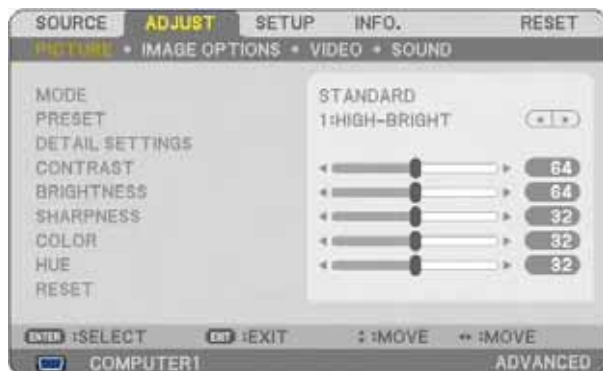 SOURCE ADJUST SETUP INFO. RESET
PICTURE • IMAGE OPTIONS • VIDEO • SOUND
MODE STANDARD
PRESET 1:HIGH-BRIGHT
DETAIL SETTINGS
CONTRAST 64
BRIGHTNESS 64
SHARPNESS 32
COLOR 32
HUE 32
RESET
ENTER :SELECT EXIT :EXIT :MOVE :MOVE
COMPUTER1 ADVANCED